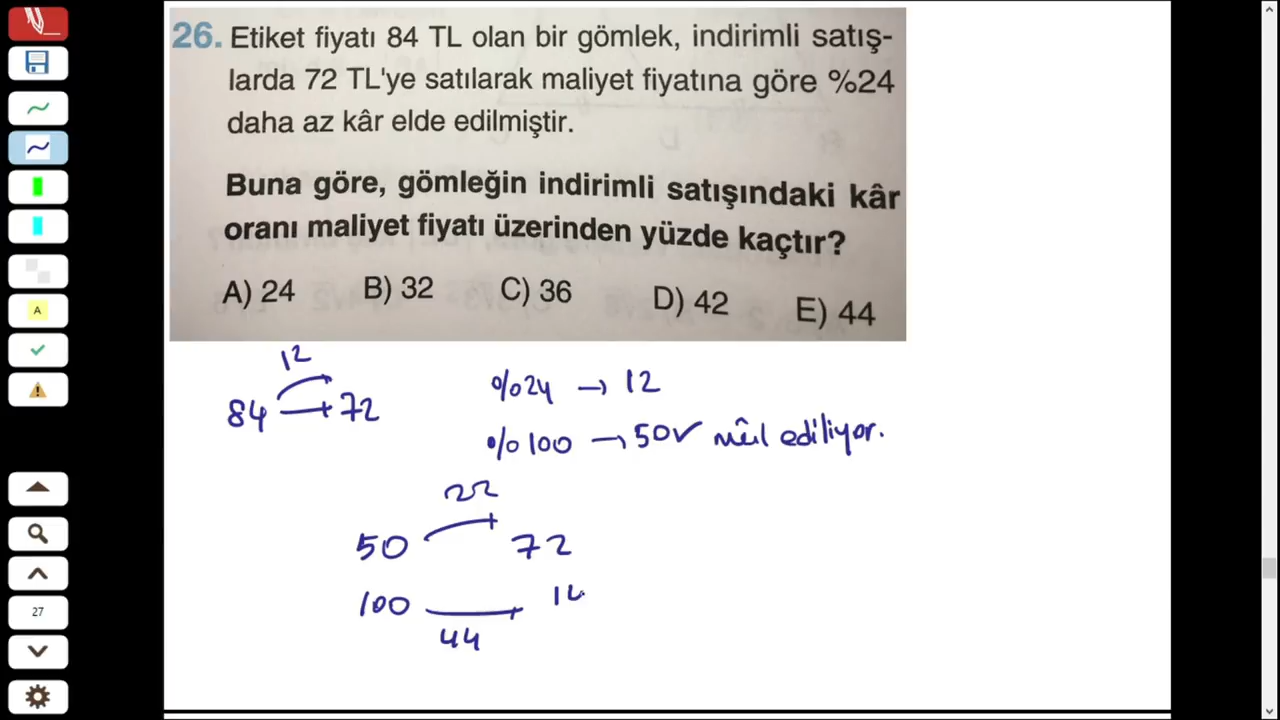 26. Etiket fiyatı 84 TL olan bir gömlek, indirimli satış-
larda 72 TL'ye satılarak maliyet fiyatına göre %24
daha az kâr elde edilmiştir.
Buna göre, gömleğin indirimli satışındaki kâr
oranı maliyet fiyatı üzerinden yüzde kaçtır?
A) 24 B) 32 C) 36 D) 42 E) 44
12
84 → 72
%24 → 12
%100 → 50✓ ediliyor.
22
50 72
100 14
44
A
27